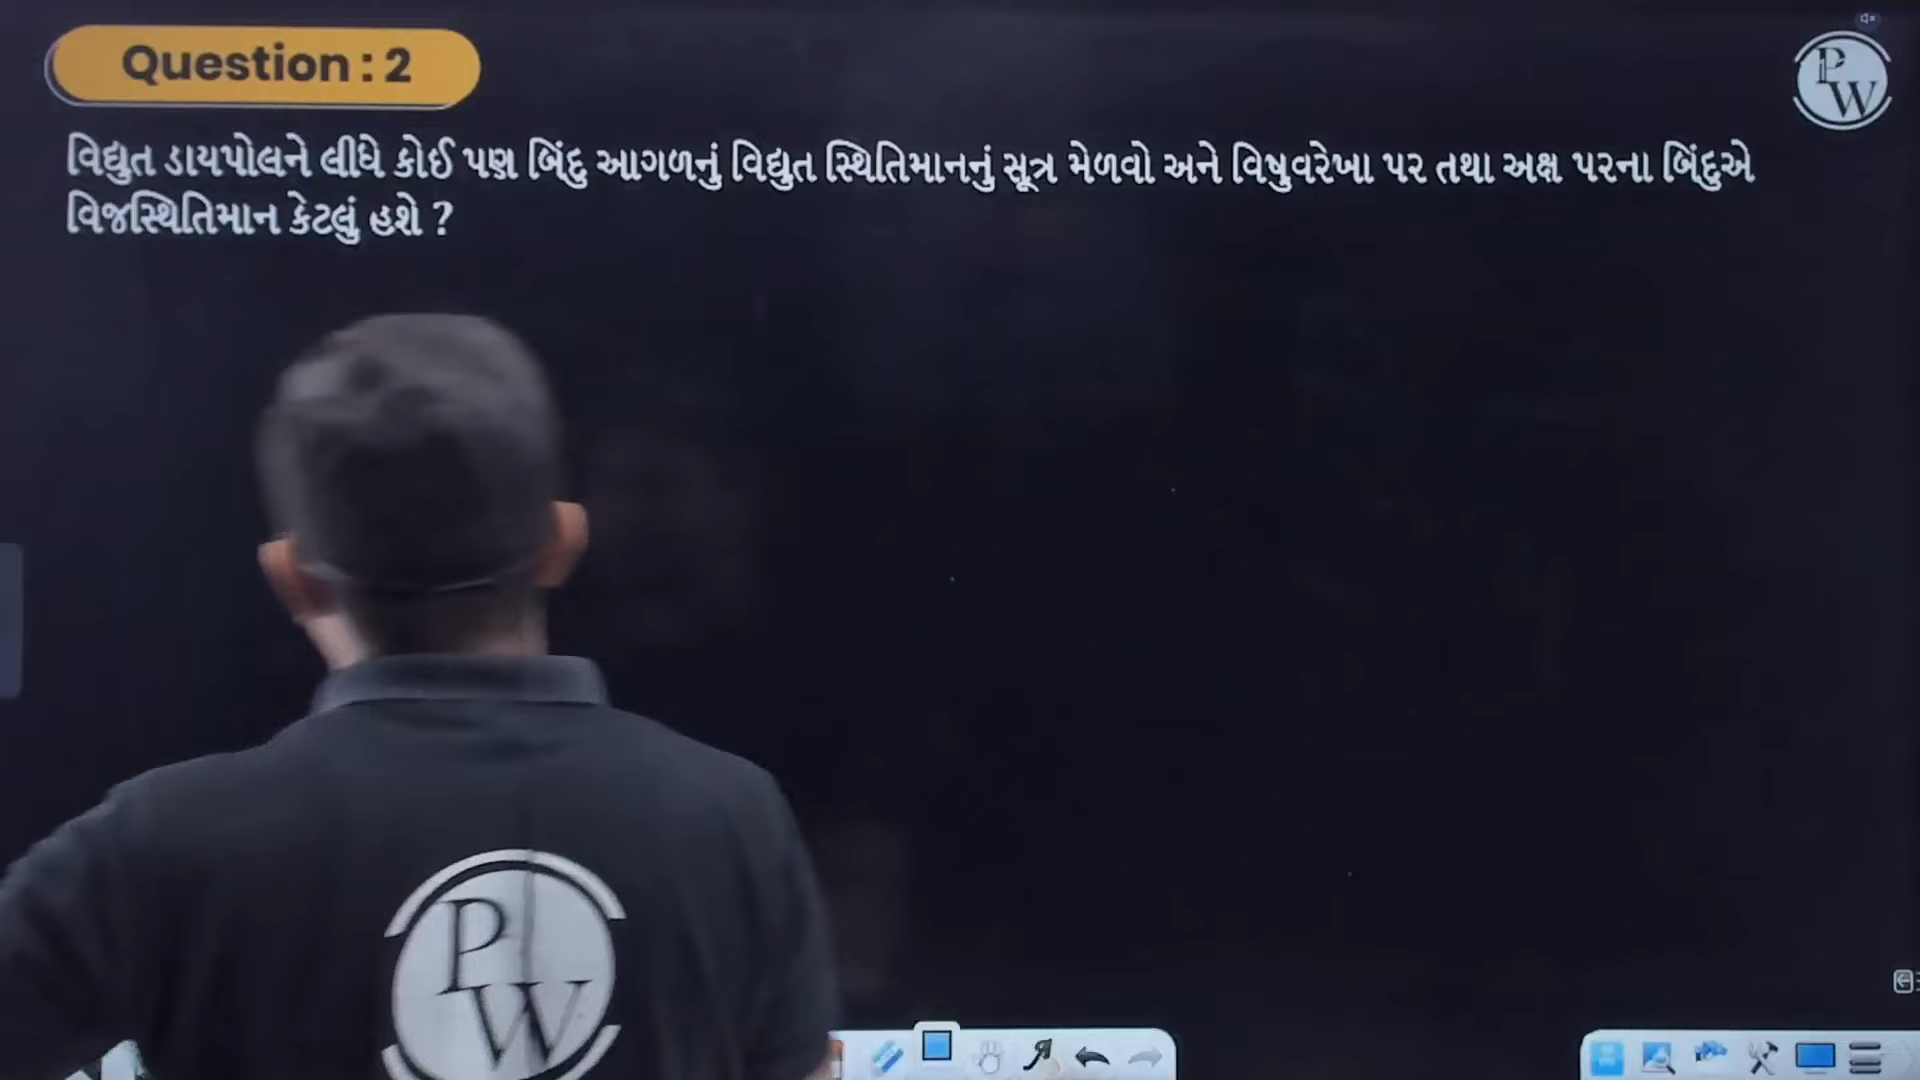 Question : 2
વિદ્યુત ડાયપોલને લીધે કોઈ પણ બિંદુ આગળનું વિદ્યુત સ્થિતિમાનનું સૂત્ર મેળવો અને વિષુવરેખા પર તથા અક્ષ પરના બિંદુએ
વિજસ્થિતિમાન કેટલું હશે ?
P
W
P
W